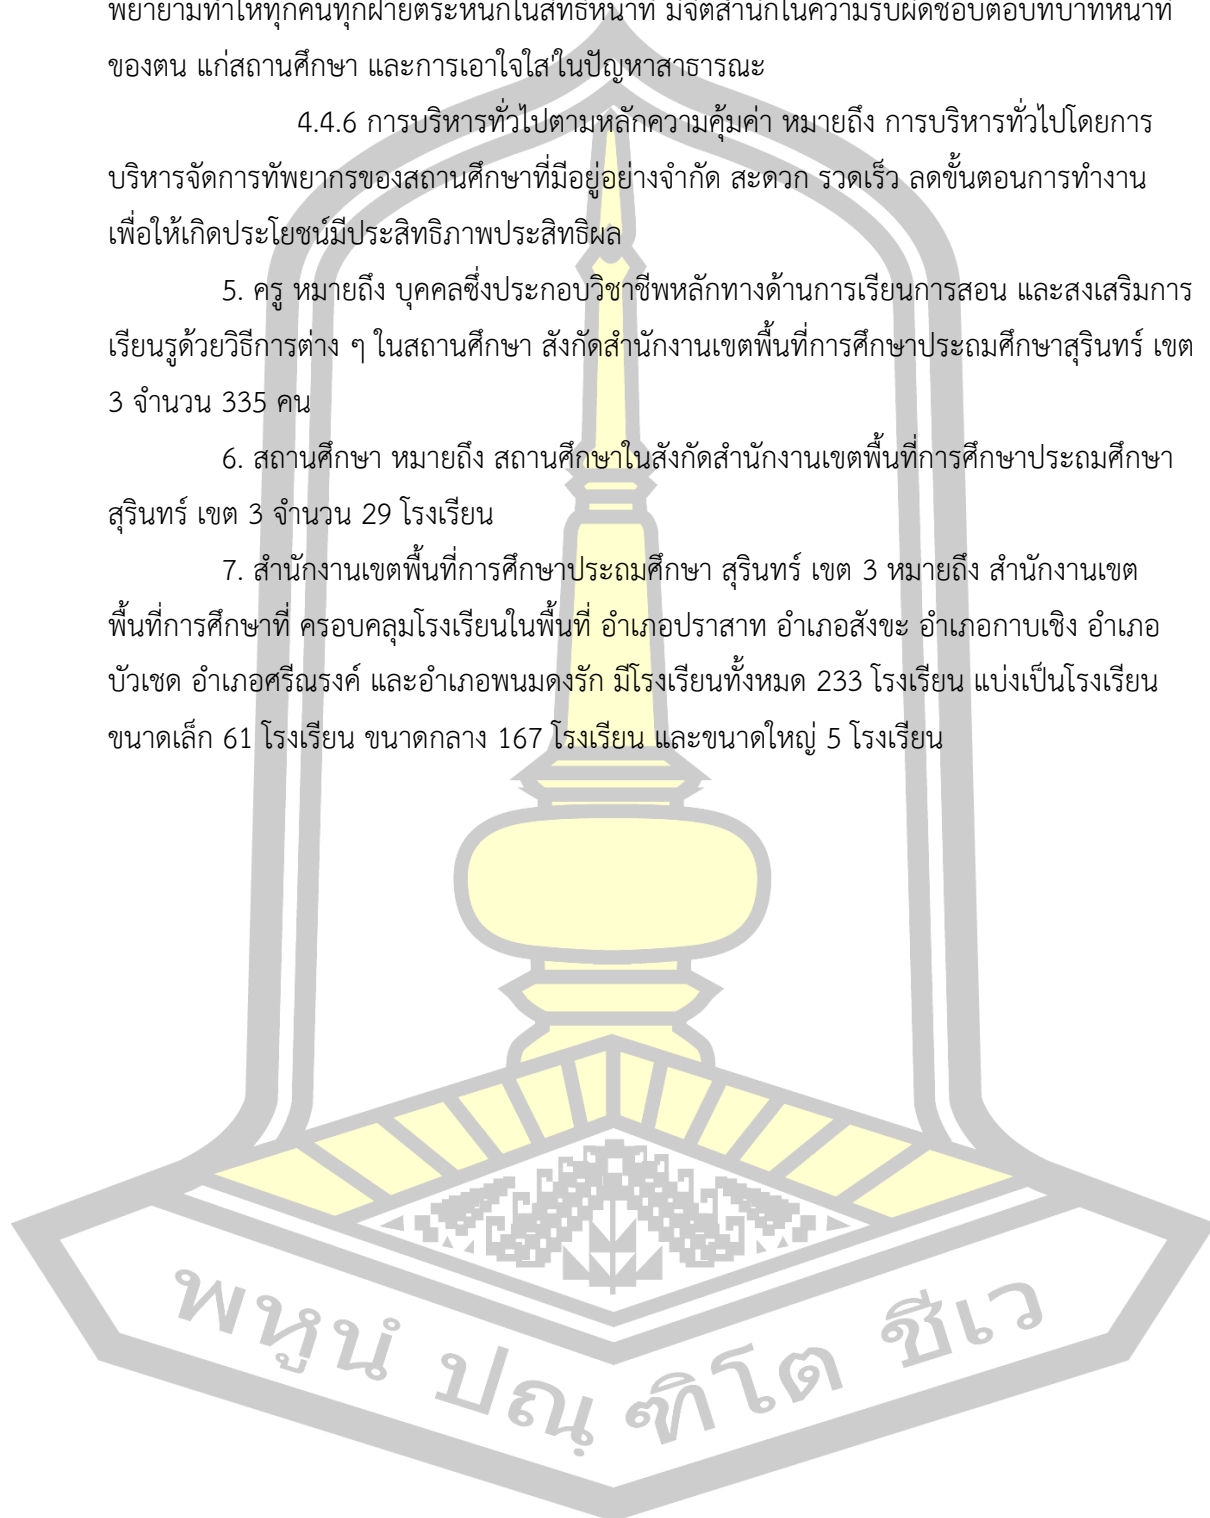 พยายามทำให้ทุกคนทุกฝ่ายตระหนักในสิทธิหน้าที่ มีจิตสำนึกในความรับผิดชอบต่อบทบาทหน้าที่
ของตน แก่สถานศึกษา และการเอาใจใส่ในปัญหาสาธารณะ
4.4.6 การบริหารทั่วไปตามหลักความคุ้มค่า หมายถึง การบริหารทั่วไปโดยการ
บริหารจัดการทัพยากรของสถานศึกษาที่มีอยู่อย่างจำกัด สะดวก รวดเร็ว ลดขั้นตอนการทำงาน
เพื่อให้เกิดประโยชน์มีประสิทธิภาพประสิทธิผล
5. ครู หมายถึง บุคคลซึ่งประกอบวิชาชีพหลักทางด้านการเรียนการสอน และสงเสริมการ
เรียนรูด้วยวิธีการต่าง ๆ ในสถานศึกษา สังกัดสำนักงานเขตพื้นที่การศึกษาประถมศึกษาสุรินทร์ เขต
3 จำนวน 335 คน
6. สถานศึกษา หมายถึง สถานศึกษาในสังกัดสำนักงานเขตพื้นที่การศึกษาประถมศึกษา
สุรินทร์ เขต 3 จำนวน 29 โรงเรียน
7. สำนักงานเขตพื้นที่การศึกษาประถมศึกษา สุรินทร์ เขต 3 หมายถึง สำนักงานเขต
พื้นที่การศึกษาที่ ครอบคลุมโรงเรียนในพื้นที่ อำเภอปราสาท อำเภอสังขะ อำเภอกาบเชิง อำเภอ
บัวเชด อำเภอศรีณรงค์ และอำเภอพนมดงรัก มีโรงเรียนทั้งหมด 233 โรงเรียน แบ่งเป็นโรงเรียน
ขนาดเล็ก 61 โรงเรียน ขนาดกลาง 167 โรงเรียน และขนาดใหญ่ 5 โรงเรียน
พหูนํ ปณฺฑิโต ชีเว